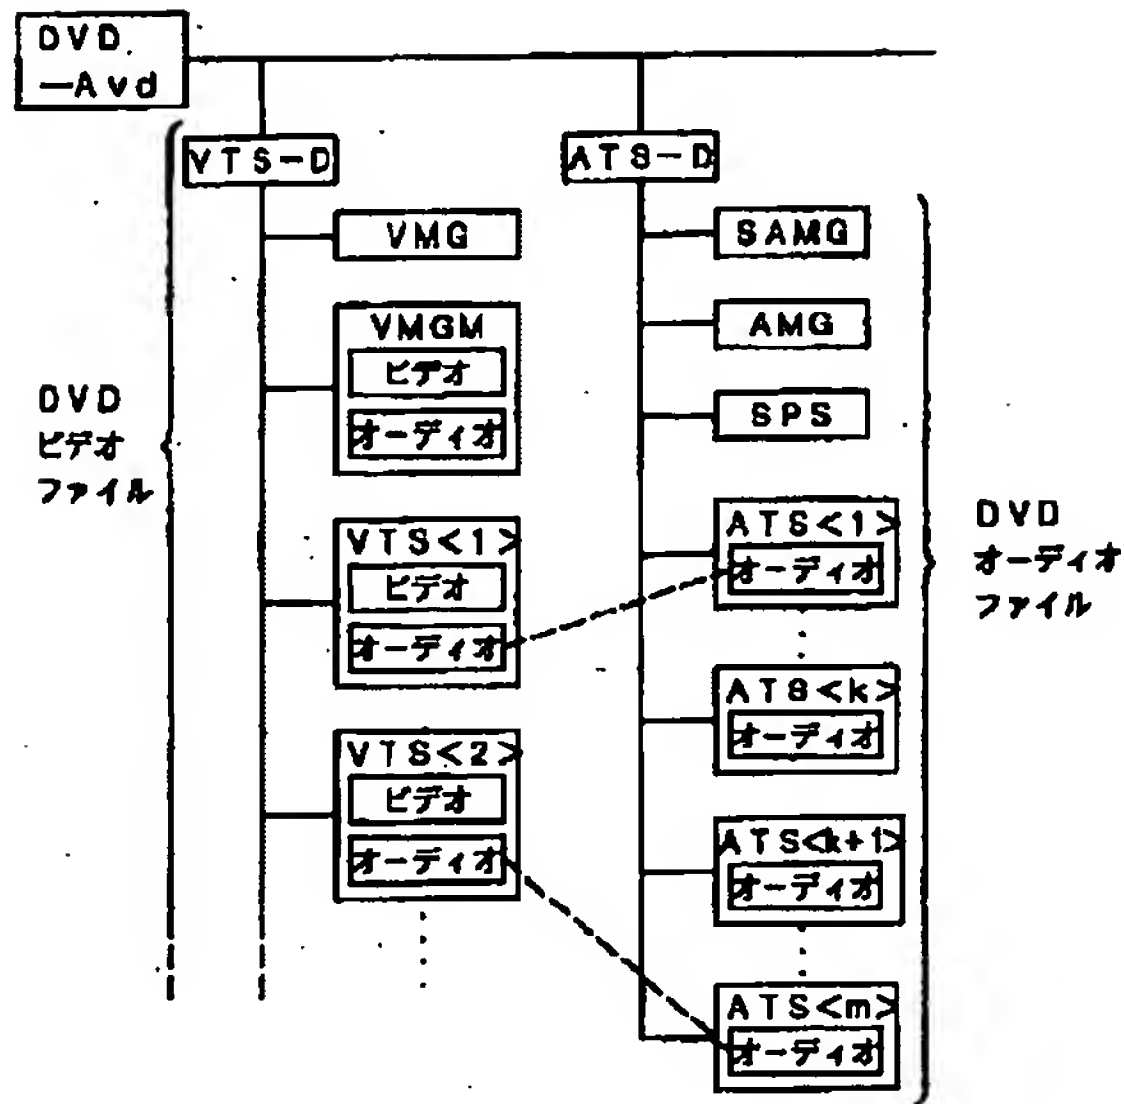 DVD
ーAvd
VTS-D
ATS-D
VMG
VMGM
ビデオ
オーディオ
VTS<1>
ビデオ
オーディオ
VTS<2>
ビデオ
オーディオ
DVD
ビデオ
ファイル
SAMG
AMG
SPS
ATS<1>
オーディオ
ATS<k>
オーディオ
ATS<k+1>
オーディオ
ATS<m>
オーディオ
DVD
オーディオ
ファイル